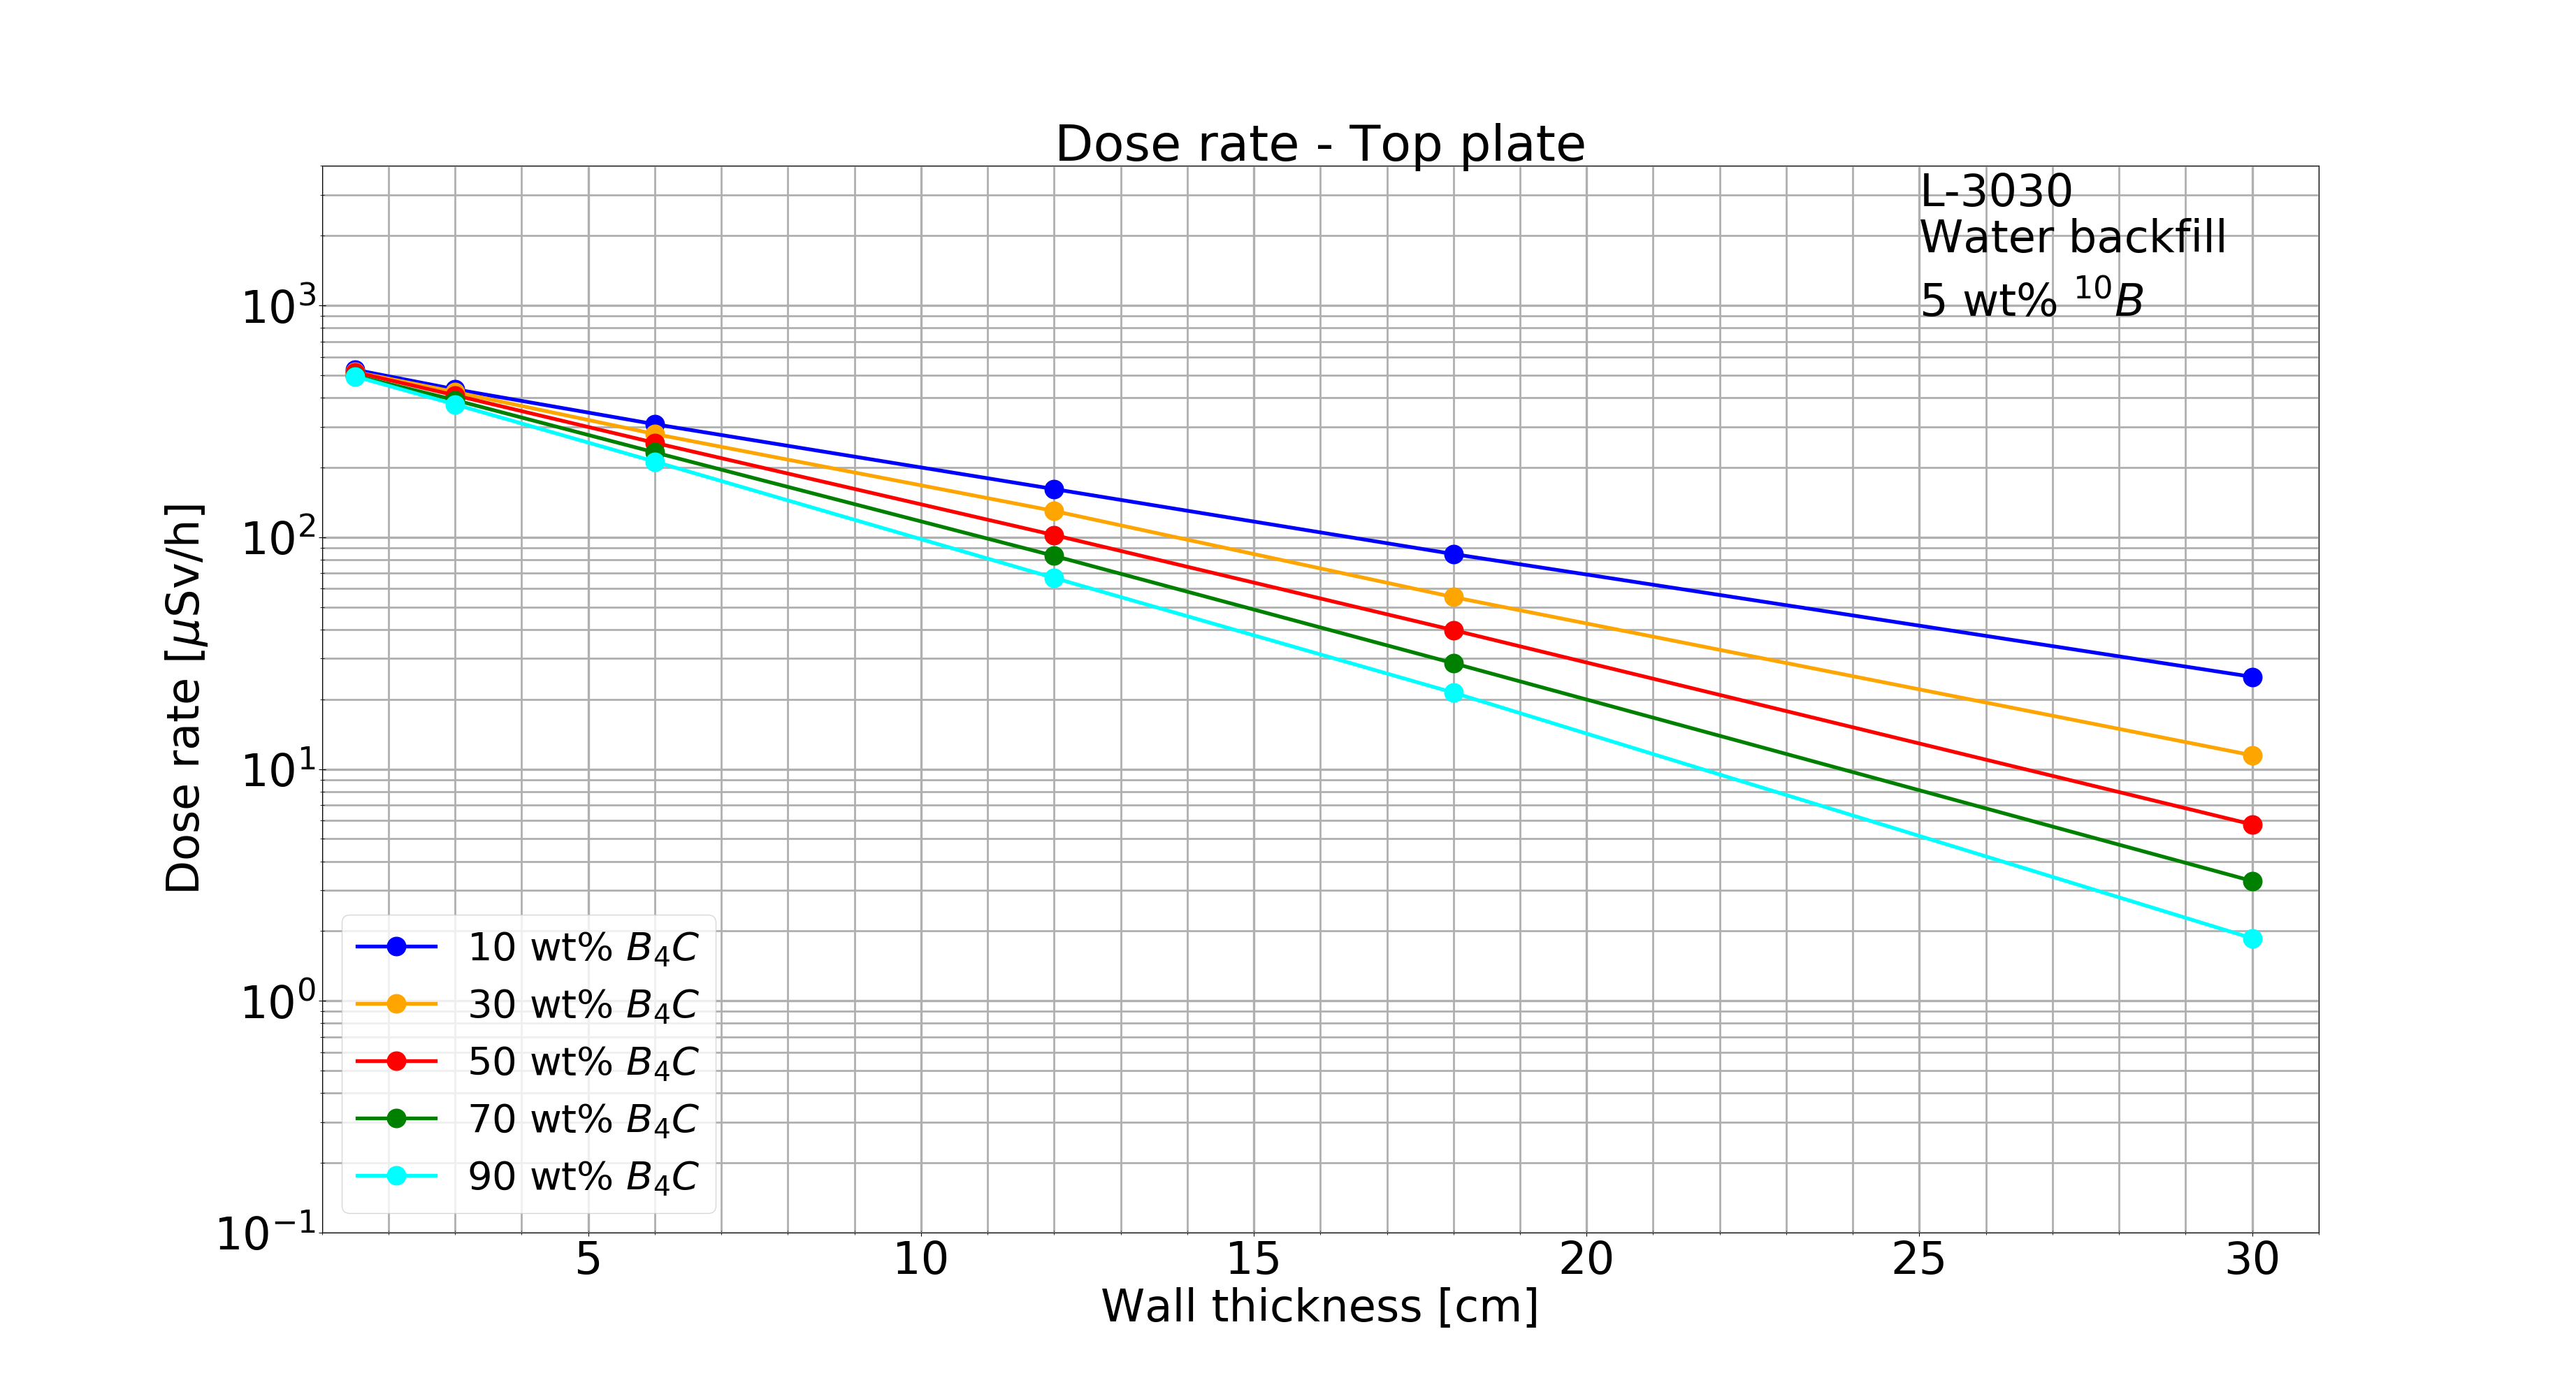 Dose rate - Top plate
L-3030
Water backfill
5 wt% ¹⁰B
Dose rate [μSv/h]
10³
10²
10¹
10⁰
10⁻¹
10 wt% B₄C
30 wt% B₄C
50 wt% B₄C
70 wt% B₄C
90 wt% B₄C
5 10 15 20 25 30
Wall thickness [cm]